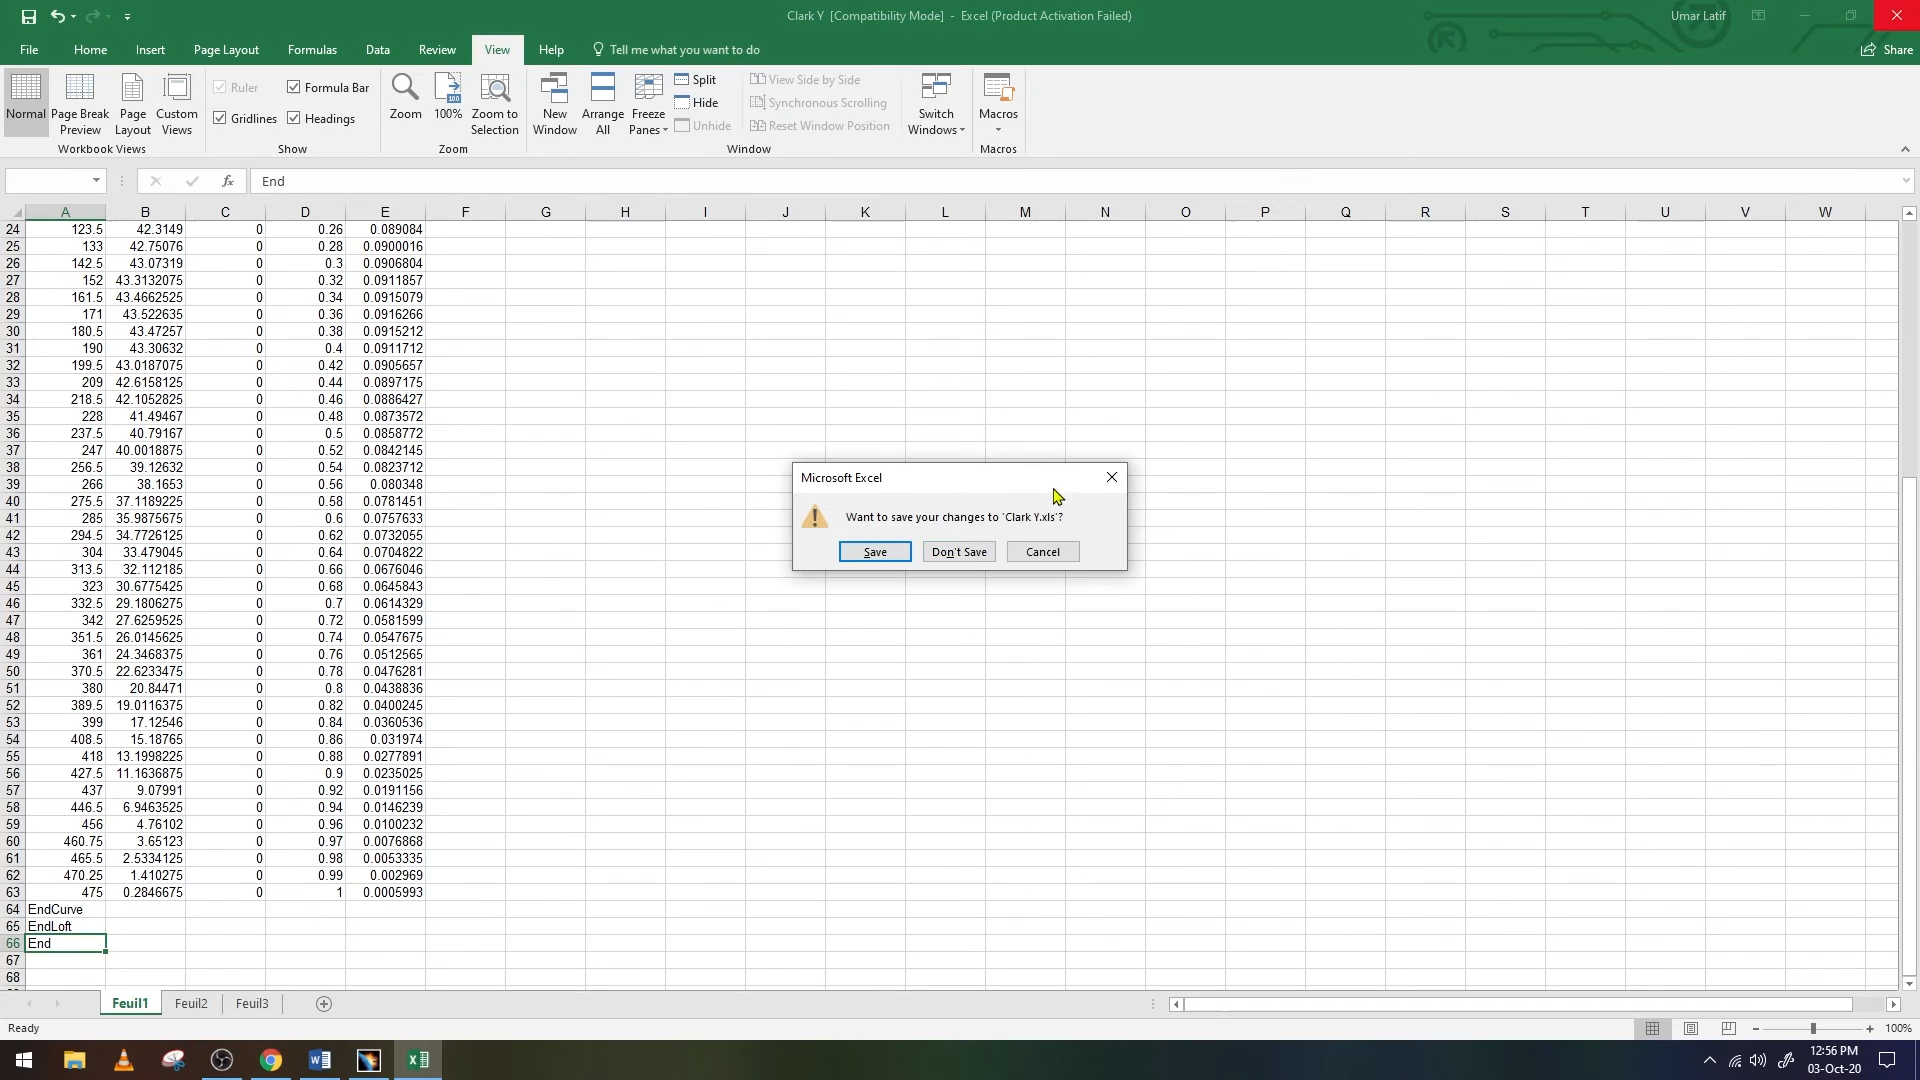 Clark Y [Compatibility Mode] - Excel (Product Activation Failed)
Umar Latif
File Home Insert Page Layout Formulas Data Review View Help Tell me what you want to do
Share
Normal
Page Break Preview
Page Layout
Custom Views
Workbook Views
Ruler
Formula Bar
Gridlines
Headings
Show
Zoom
100
100%
Zoom to Selection
Zoom
New Window
Arrange All
Freeze Panes
Split
Hide
Unhide
View Side by Side
Synchronous Scrolling
Reset Window Position
Window
Switch Windows
Macros
Macros
fx End
A B C D E F G H I J K L M N O P Q R S T U V W
24 123.5 42.3149 0 0.26 0.089084
25 133 42.75076 0 0.28 0.0900016
26 142.5 43.07319 0 0.3 0.0906804
27 152 43.3132075 0 0.32 0.0911857
28 161.5 43.4662525 0 0.34 0.0915079
29 171 43.522635 0 0.36 0.0916266
30 180.5 43.47257 0 0.38 0.0915212
31 190 43.30632 0 0.4 0.0911712
32 199.5 43.0187075 0 0.42 0.0905657
33 209 42.6158125 0 0.44 0.0897175
34 218.5 42.1052825 0 0.46 0.0886427
35 228 41.49467 0 0.48 0.0873572
36 237.5 40.79167 0 0.5 0.0858772
37 247 40.0018875 0 0.52 0.0842145
38 256.5 39.12632 0 0.54 0.0823712
39 266 38.1653 0 0.56 0.080348
40 275.5 37.1189225 0 0.58 0.0781451
41 285 35.9875675 0 0.6 0.0757633
42 294.5 34.7726125 0 0.62 0.0732055
43 304 33.479045 0 0.64 0.0704822
44 313.5 32.112185 0 0.66 0.0676046
45 323 30.6775425 0 0.68 0.0645843
46 332.5 29.1806275 0 0.7 0.0614329
47 342 27.6259525 0 0.72 0.0581599
48 351.5 26.0145625 0 0.74 0.0547675
49 361 24.3468375 0 0.76 0.0512565
50 370.5 22.6233475 0 0.78 0.0476281
51 380 20.84471 0 0.8 0.0438836
52 389.5 19.0116375 0 0.82 0.0400245
53 399 17.12546 0 0.84 0.0360536
54 408.5 15.18765 0 0.86 0.031974
55 418 13.1998225 0 0.88 0.0277891
56 427.5 11.1636875 0 0.9 0.0235025
57 437 9.07991 0 0.92 0.0191156
58 446.5 6.9463525 0 0.94 0.0146239
59 456 4.76102 0 0.96 0.0100232
60 460.75 3.65123 0 0.97 0.0076868
61 465.5 2.5334125 0 0.98 0.0053335
62 470.25 1.410275 0 0.99 0.002969
63 475 0.2846675 0 1 0.0005993
64 EndCurve
65 EndLoft
66 End
67
68
Microsoft Excel
Want to save your changes to 'Clark Y.xls'?
Save Don't Save Cancel
Feuil1 Feuil2 Feuil3
Ready
100%
12:56 PM
03-Oct-20